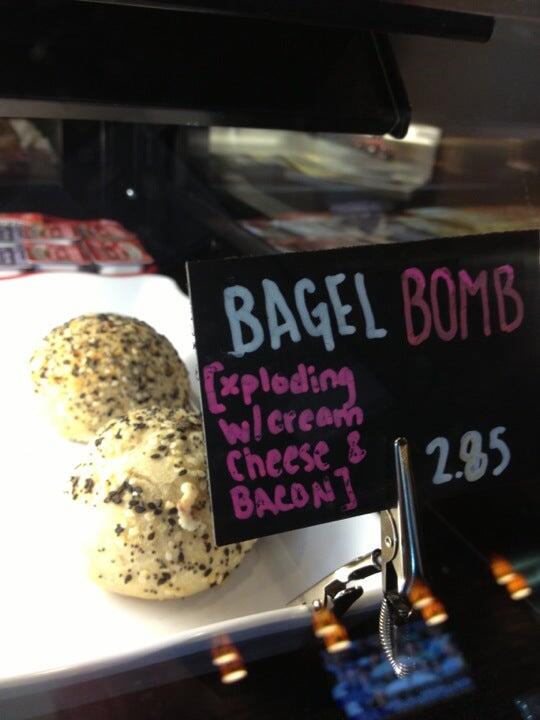 BAGEL BOMB
[xploding
w/cream
cheese &
BACON]
2.85